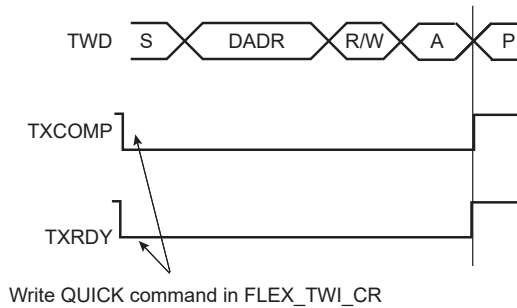 TWD S DADR R/W A P
TXCOMP
TXRDY
Write QUICK command in FLEX_TWI_CR